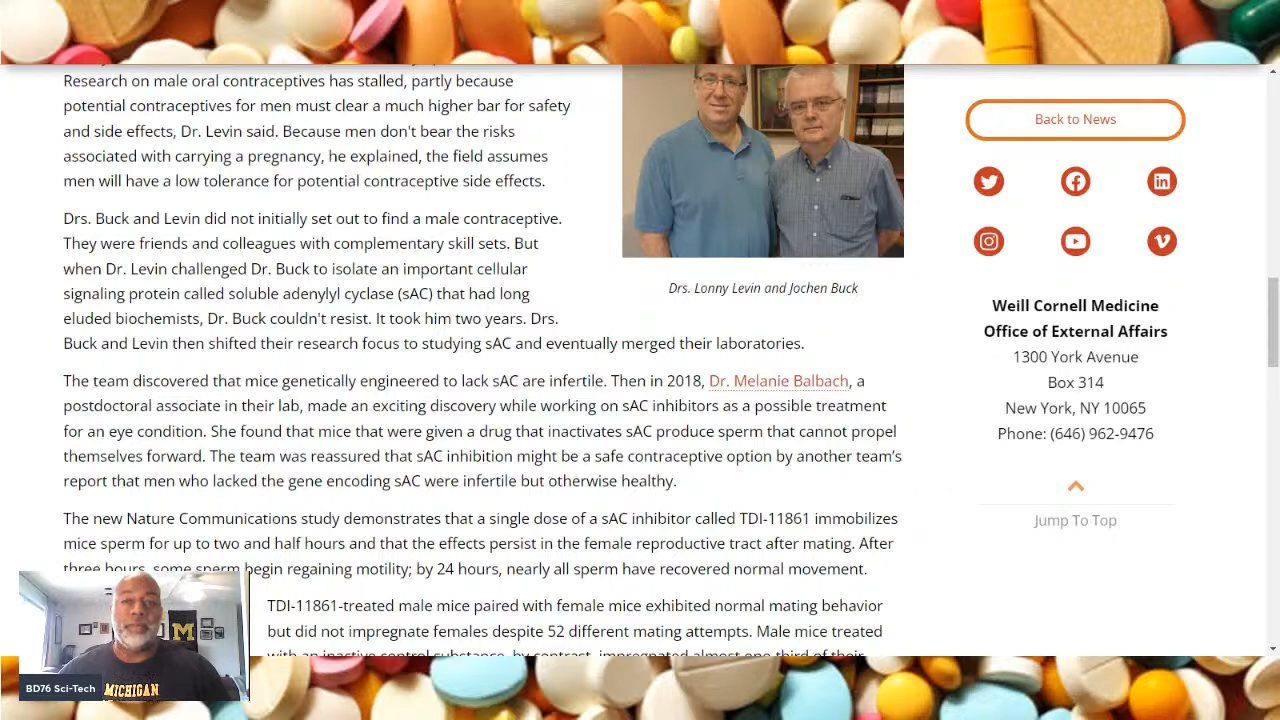 Research on male oral contraceptives has stalled, partly because
potential contraceptives for men must clear a much higher bar for safety
and side effects, Dr. Levin said. Because men don't bear the risks
associated with carrying a pregnancy, he explained, the field assumes
men will have a low tolerance for potential contraceptive side effects.
Drs. Buck and Levin did not initially set out to find a male contraceptive.
They were friends and colleagues with complementary skill sets. But
when Dr. Levin challenged Dr. Buck to isolate an important cellular
signaling protein called soluble adenylyl cyclase (sAC) that had long
eluded biochemists, Dr. Buck couldn't resist. It took him two years. Drs.
Buck and Levin then shifted their research focus to studying sAC and eventually merged their laboratories.
The team discovered that mice genetically engineered to lack sAC are infertile. Then in 2018, Dr. Melanie Balbach, a
postdoctoral associate in their lab, made an exciting discovery while working on sAC inhibitors as a possible treatment
for an eye condition. She found that mice that were given a drug that inactivates sAC produce sperm that cannot propel
themselves forward. The team was reassured that sAC inhibition might be a safe contraceptive option by another team's
report that men who lacked the gene encoding sAC were infertile but otherwise healthy.
The new Nature Communications study demonstrates that a single dose of a sAC inhibitor called TDI-11861 immobilizes
mice sperm for up to two and half hours and that the effects persist in the female reproductive tract after mating. After
three hours, some sperm begin regaining motility; by 24 hours, nearly all sperm have recovered normal movement.
TDI-11861-treated male mice paired with female mice exhibited normal mating behavior
but did not impregnate females despite 52 different mating attempts. Male mice treated
with an inactive control substance, by contrast, impregnated almost one-third of their
Drs. Lonny Levin and Jochen Buck
Back to News
Weill Cornell Medicine
Office of External Affairs
1300 York Avenue
Box 314
New York, NY 10065
Phone: (646) 962-9476
Jump To Top
M
MICHIGAN
BD76 Sci-Tech